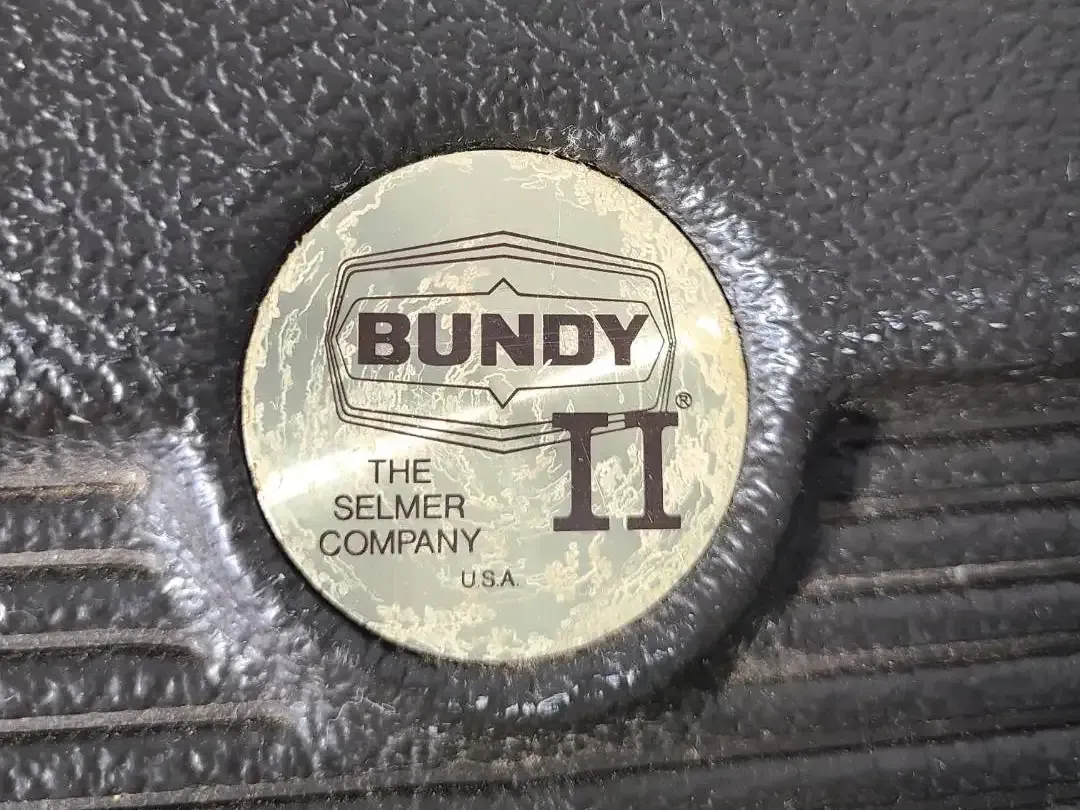 BUNDY
®
II
THE
SELMER
COMPANY
U.S.A.